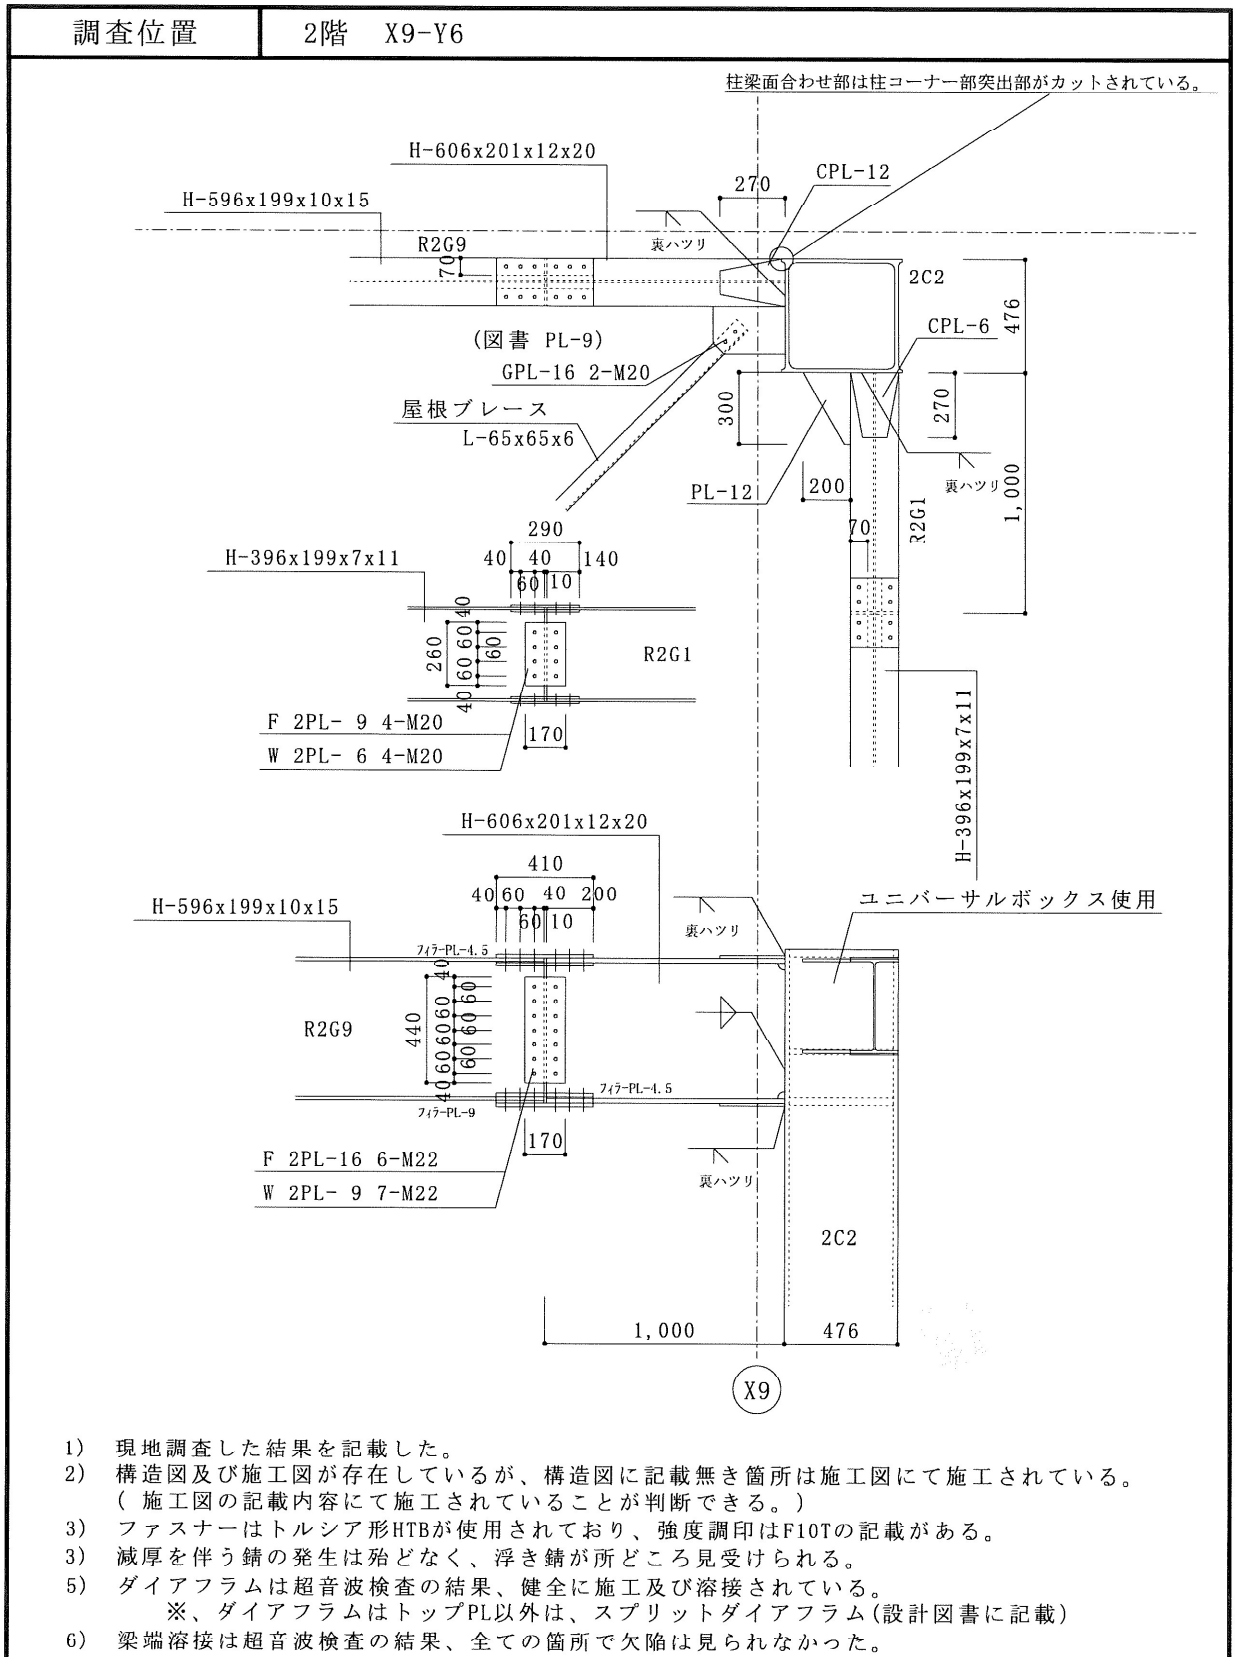 調査位置
2階 X9-Y6
柱梁面合わせ部は柱コーナー部突出部がカットされている。
H-606x201x12x20
CPL-12
270
H-596x199x10x15
裏ハツリ
R2G9
70
2C2
476
(図書 PL-9)
CPL-6
GPL-16 2-M20
300
270
屋根ブレース
L-65x65x6
PL-12
200
裏ハツリ
1,000
R2G1
70
290
H-396x199x7x11
40 40 140
60 10
40
260
60
60
60
40
R2G1
F 2PL- 9 4-M20
170
W 2PL- 6 4-M20
H-396x199x7x11
H-606x201x12x20
410
ユニバーサルボックス使用
H-596x199x10x15
40 60 40 200
60 10
裏ハツリ
フィラ-PL-4.5
40
60
60
60
60
60
60
40
440
R2G9
フィラ-PL-4.5
フィラ-PL-9
170
F 2PL-16 6-M22
裏ハツリ
W 2PL- 9 7-M22
2C2
1,000
476
X9
1) 現地調査した結果を記載した。
2) 構造図及び施工図が存在しているが、構造図に記載無き箇所は施工図にて施工されている。
( 施工図の記載内容にて施工されていることが判断できる。)
3) ファスナーはトルシア形HTBが使用されており、強度調印はF10Tの記載がある。
3) 減厚を伴う錆の発生は殆どなく、浮き錆が所どころ見受けられる。
5) ダイアフラムは超音波検査の結果、健全に施工及び溶接されている。
※、ダイアフラムはトップPL以外は、スプリットダイアフラム(設計図書に記載)
6) 梁端溶接は超音波検査の結果、全ての箇所で欠陥は見られなかった。